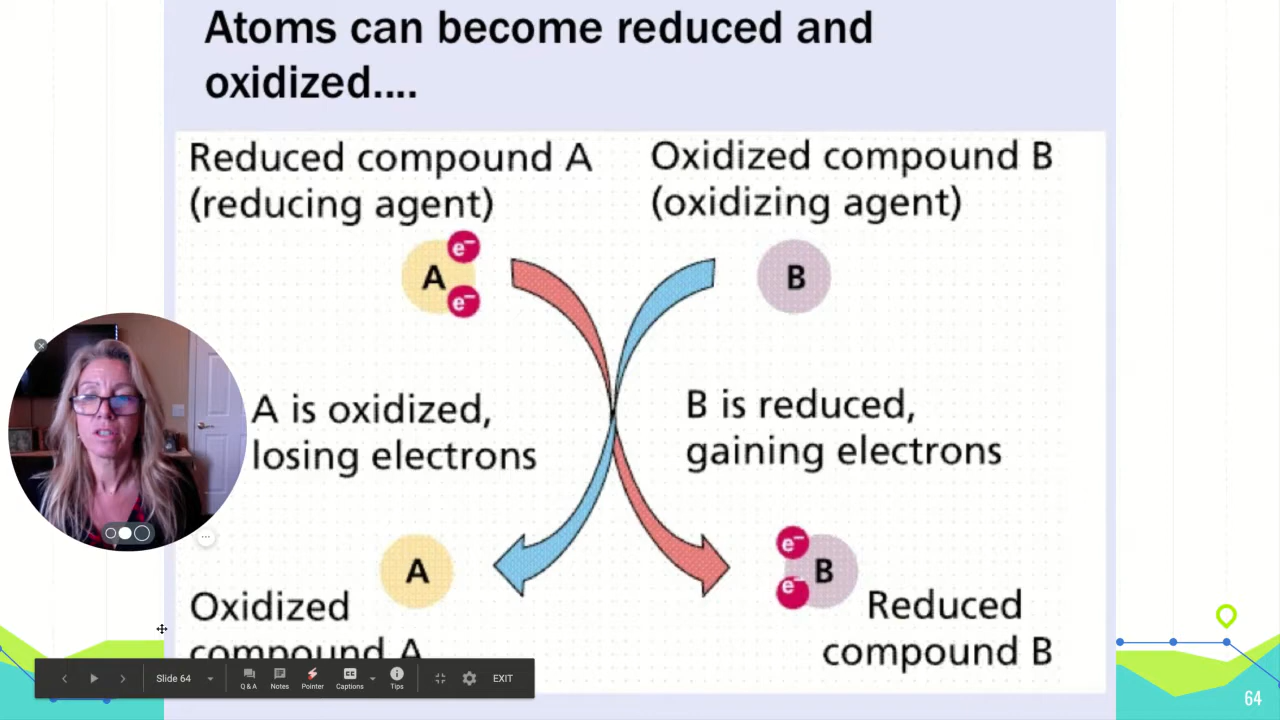 Atoms can become reduced and
oxidized....
Reduced compound A
(reducing agent)
Oxidized compound B
(oxidizing agent)
e⁻
A
e⁻
B
A is oxidized,
losing electrons
B is reduced,
gaining electrons
A
e⁻
B
e⁻
Oxidized
compound A
Reduced
compound B
Slide 64
Q & A
Notes
Pointer
CC
Captions
Tips
EXIT
64